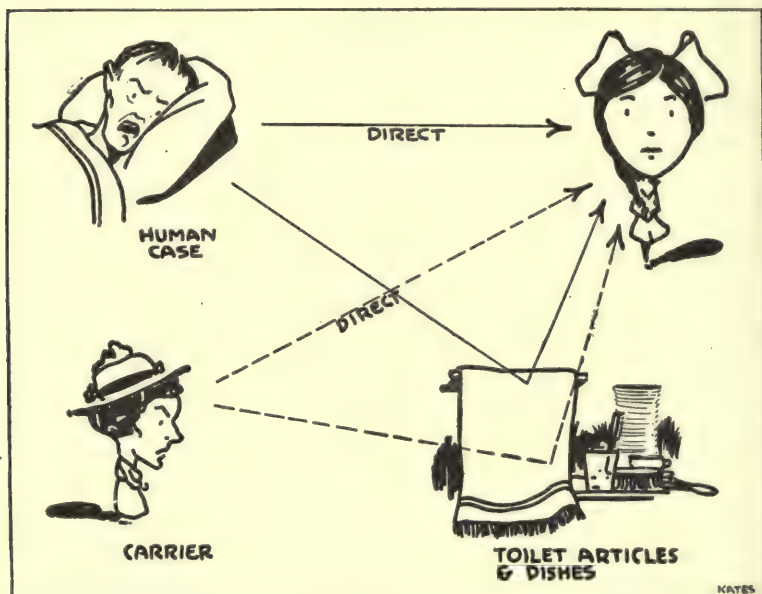 DIRECT
HUMAN
CASE
DIRECT
CARRIER
TOILET ARTICLES
& DISHES
KATES